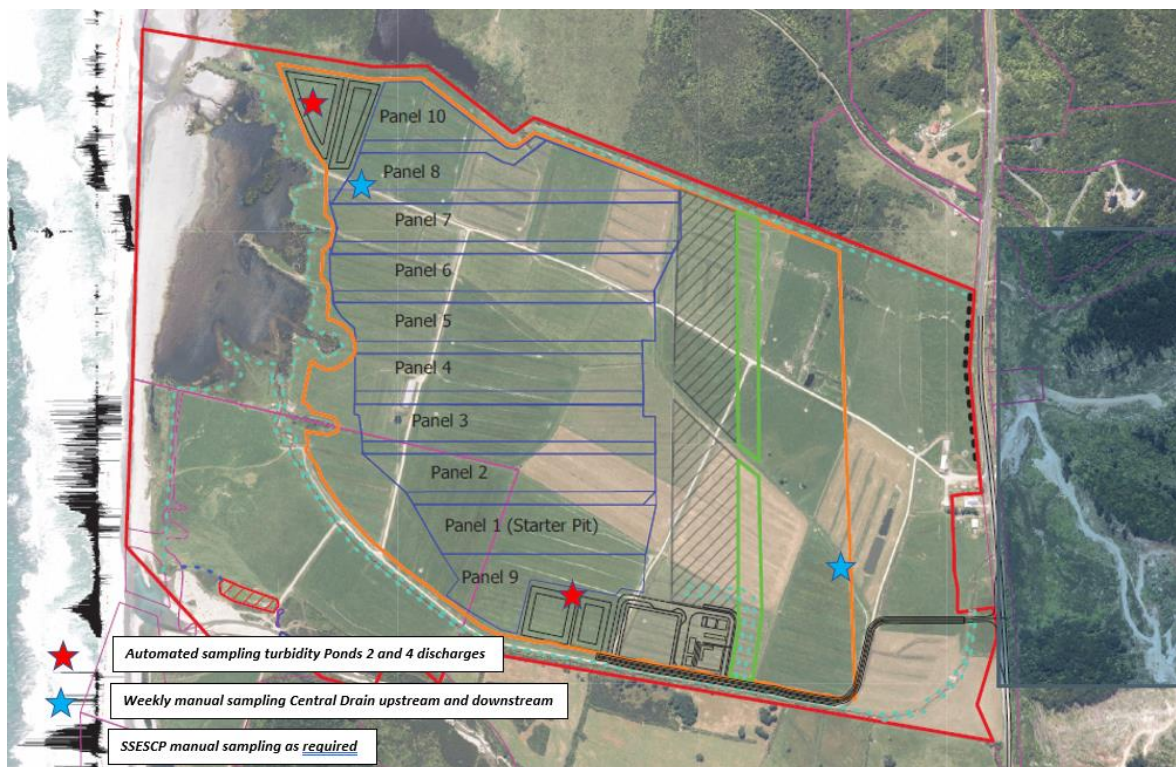 Panel 10
Panel 8
Panel 7
Panel 6
Panel 5
Panel 4
Panel 3
Panel 2
Panel 1 (Starter Pit)
Panel 9
Automated sampling turbidity Ponds 2 and 4 discharges
Weekly manual sampling Central Drain upstream and downstream
SSESCP manual sampling as required